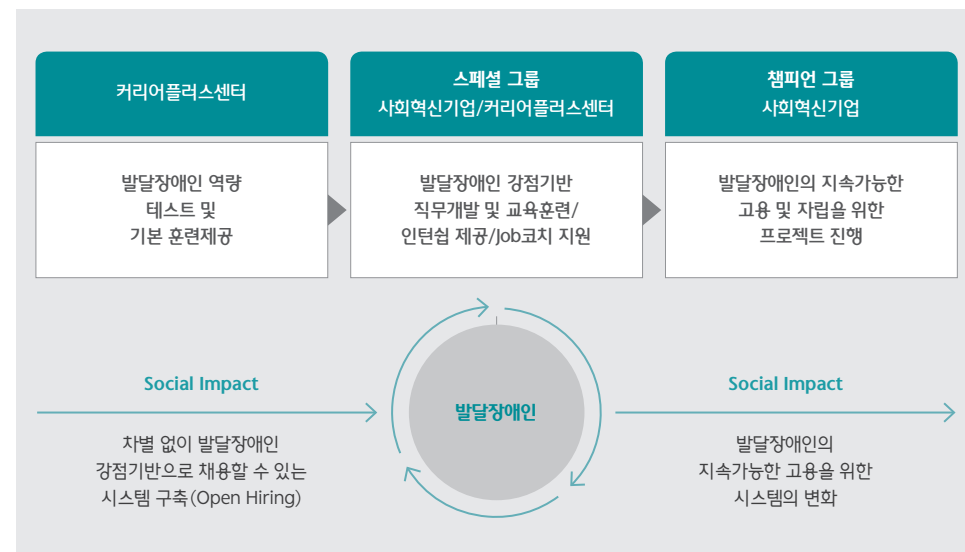 커리어플러스센터
스페셜 그룹
사회혁신기업/커리어플러스센터
챔피언 그룹
사회혁신기업
발달장애인 역량
테스트 및
기본 훈련제공
발달장애인 강점기반
직무개발 및 교육훈련/
인턴쉽 제공/Job코치 지원
발달장애인의 지속가능한
고용 및 자립을 위한
프로젝트 진행
Social Impact
차별 없이 발달장애인
강점기반으로 채용할 수 있는
시스템 구축(Open Hiring)
발달장애인
Social Impact
발달장애인의
지속가능한 고용을 위한
시스템의 변화